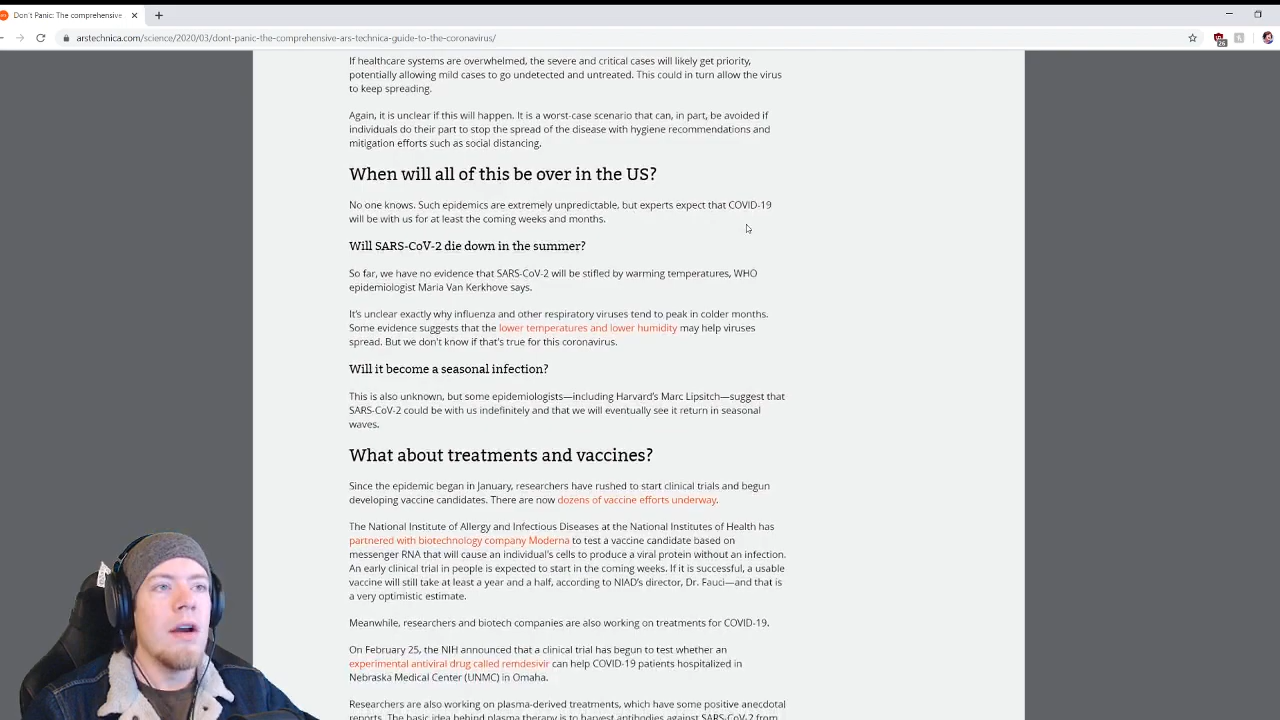 Don't Panic: The comprehensive
arstechnica.com/science/2020/03/dont-panic-the-comprehensive-ars-technica-guide-to-the-coronavirus/
26
If healthcare systems are overwhelmed, the severe and critical cases will likely get priority,
potentially allowing mild cases to go undetected and untreated. This could in turn allow the virus
to keep spreading.
Again, it is unclear if this will happen. It is a worst-case scenario that can, in part, be avoided if
individuals do their part to stop the spread of the disease with hygiene recommendations and
mitigation efforts such as social distancing.
When will all of this be over in the US?
No one knows. Such epidemics are extremely unpredictable, but experts expect that COVID-19
will be with us for at least the coming weeks and months.
Will SARS-CoV-2 die down in the summer?
So far, we have no evidence that SARS-CoV-2 will be stifled by warming temperatures, WHO
epidemiologist Maria Van Kerkhove says.
It's unclear exactly why influenza and other respiratory viruses tend to peak in colder months.
Some evidence suggests that the lower temperatures and lower humidity may help viruses
spread. But we don't know if that's true for this coronavirus.
Will it become a seasonal infection?
This is also unknown, but some epidemiologists—including Harvard's Marc Lipsitch—suggest that
SARS-CoV-2 could be with us indefinitely and that we will eventually see it return in seasonal
waves.
What about treatments and vaccines?
Since the epidemic began in January, researchers have rushed to start clinical trials and begun
developing vaccine candidates. There are now dozens of vaccine efforts underway.
The National Institute of Allergy and Infectious Diseases at the National Institutes of Health has
partnered with biotechnology company Moderna to test a vaccine candidate based on
messenger RNA that will cause an individual's cells to produce a viral protein without an infection.
An early clinical trial in people is expected to start in the coming weeks. If it is successful, a usable
vaccine will still take at least a year and a half, according to NIAD's director, Dr. Fauci—and that is
a very optimistic estimate.
Meanwhile, researchers and biotech companies are also working on treatments for COVID-19.
On February 25, the NIH announced that a clinical trial has begun to test whether an
experimental antiviral drug called remdesivir can help COVID-19 patients hospitalized in
Nebraska Medical Center (UNMC) in Omaha.
Researchers are also working on plasma-derived treatments, which have some positive anecdotal
reports. The basic idea behind plasma therapy is to harvest antibodies against SARS-CoV-2 from